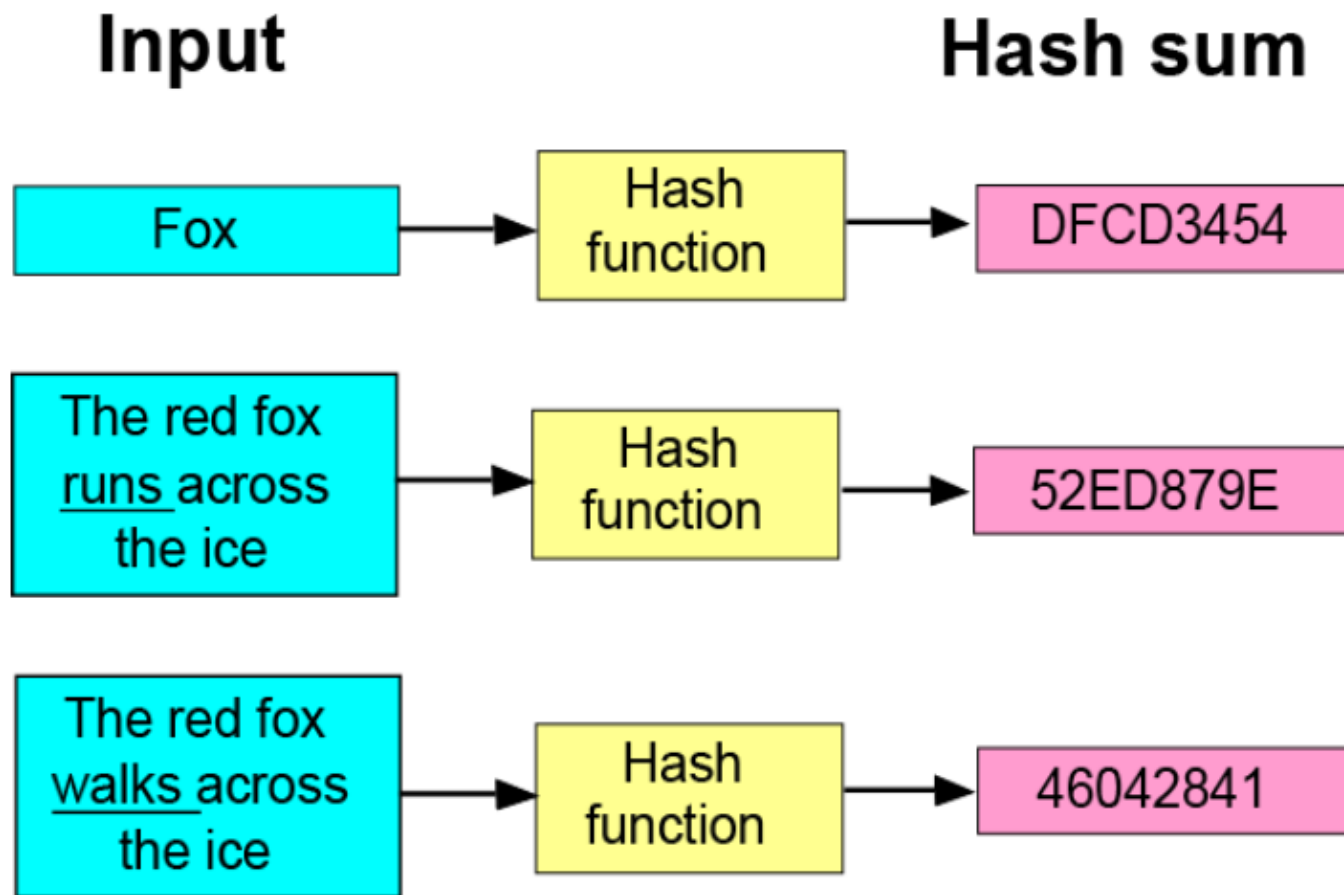 Input
Hash sum
Fox
Hash
function
DFCD3454
The red fox
runs across
the ice
Hash
function
52ED879E
The red fox
walks across
the ice
Hash
function
46042841